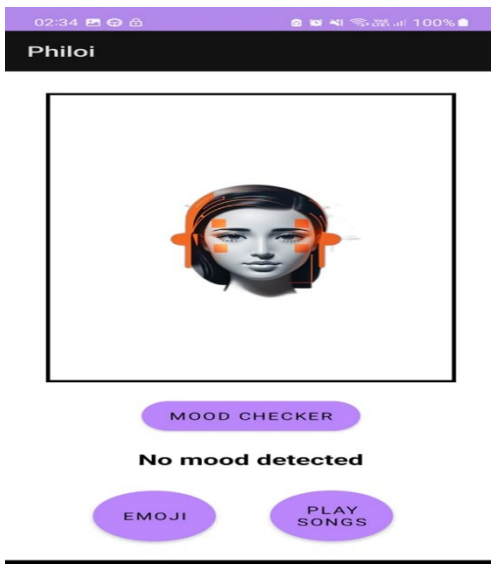 02:34 100%
Philoi
MOOD CHECKER
No mood detected
EMOJI
PLAY
SONGS